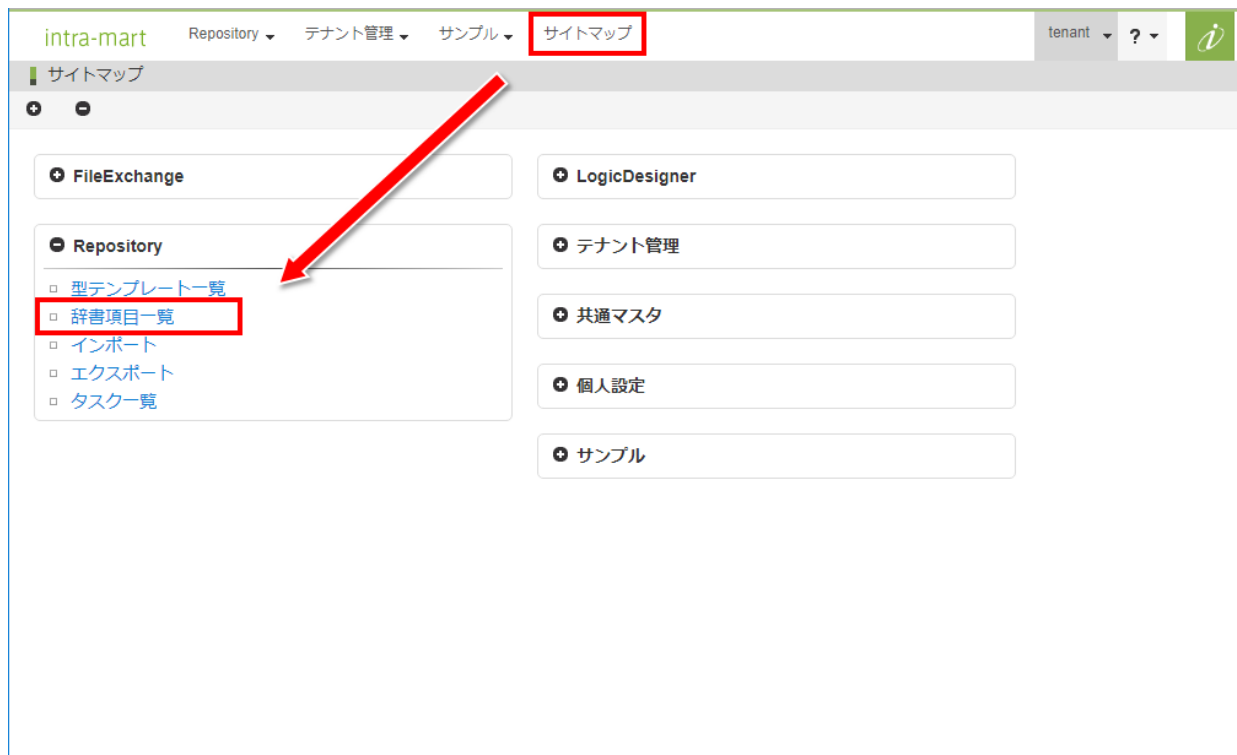 intra-mart Repository テナント管理 サンプル サイトマップ tenant ? i
サイトマップ
FileExchange
Repository
型テンプレート一覧
辞書項目一覧
インポート
エクスポート
タスク一覧
LogicDesigner
テナント管理
共通マスタ
個人設定
サンプル